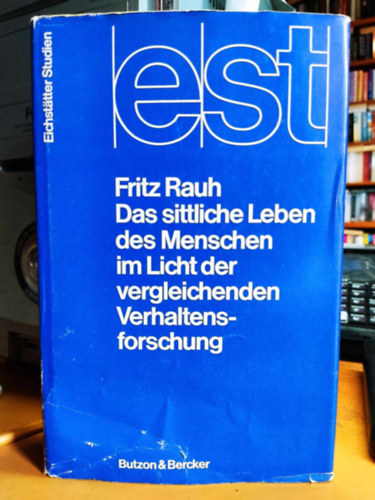 Eichstätter Studien
est
Fritz Rauh
Das sittliche Leben
des Menschen
im Licht der
vergleichenden
Verhaltens-
forschung
Butzon & Bercker